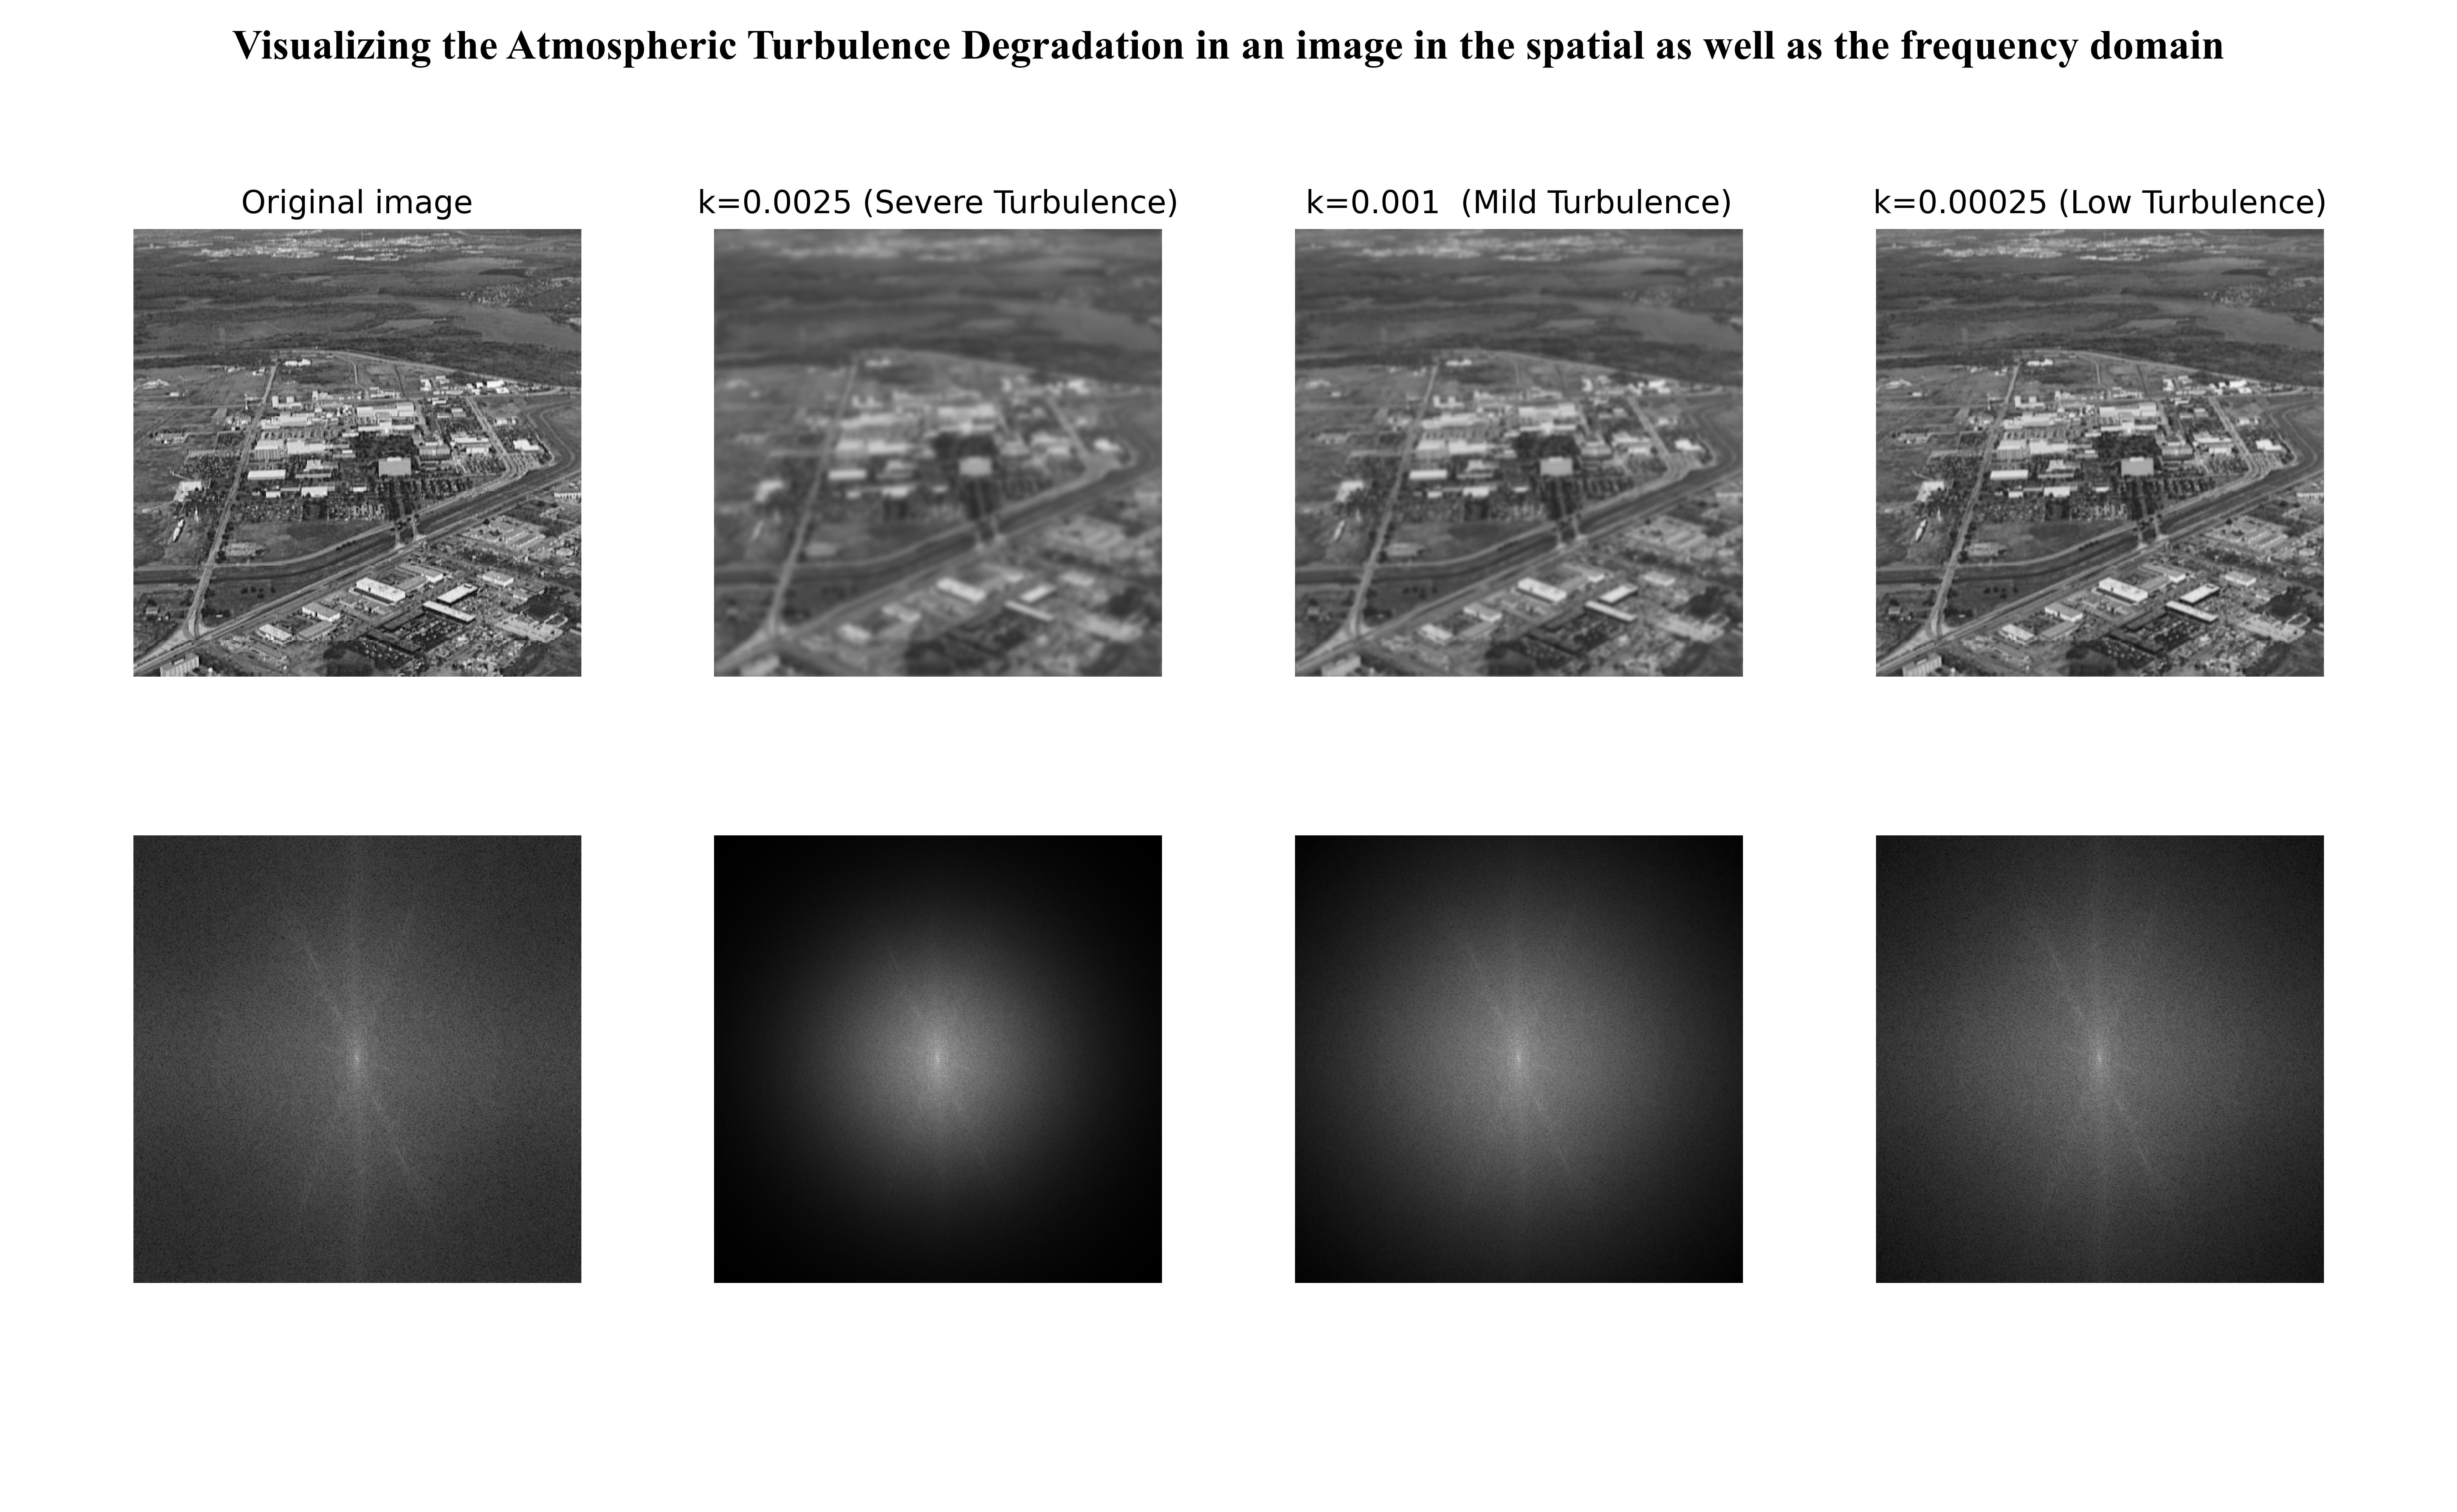 Visualizing the Atmospheric Turbulence Degradation in an image in the spatial as well as the frequency domain
Original image
k=0.0025 (Severe Turbulence)
k=0.001  (Mild Turbulence)
k=0.00025 (Low Turbulence)